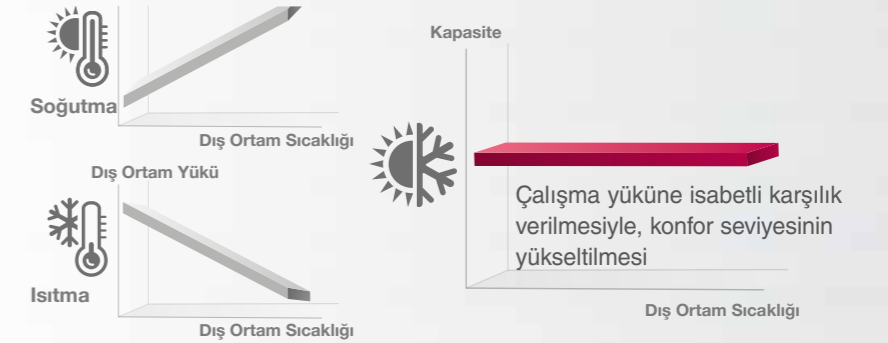 Soğutma
Dış Ortam Sıcaklığı
Dış Ortam Yükü
Isıtma
Dış Ortam Sıcaklığı
Kapasite
Çalışma yüküne isabetli karşılık
verilmesiyle, konfor seviyesinin
yükseltilmesi
Dış Ortam Sıcaklığı